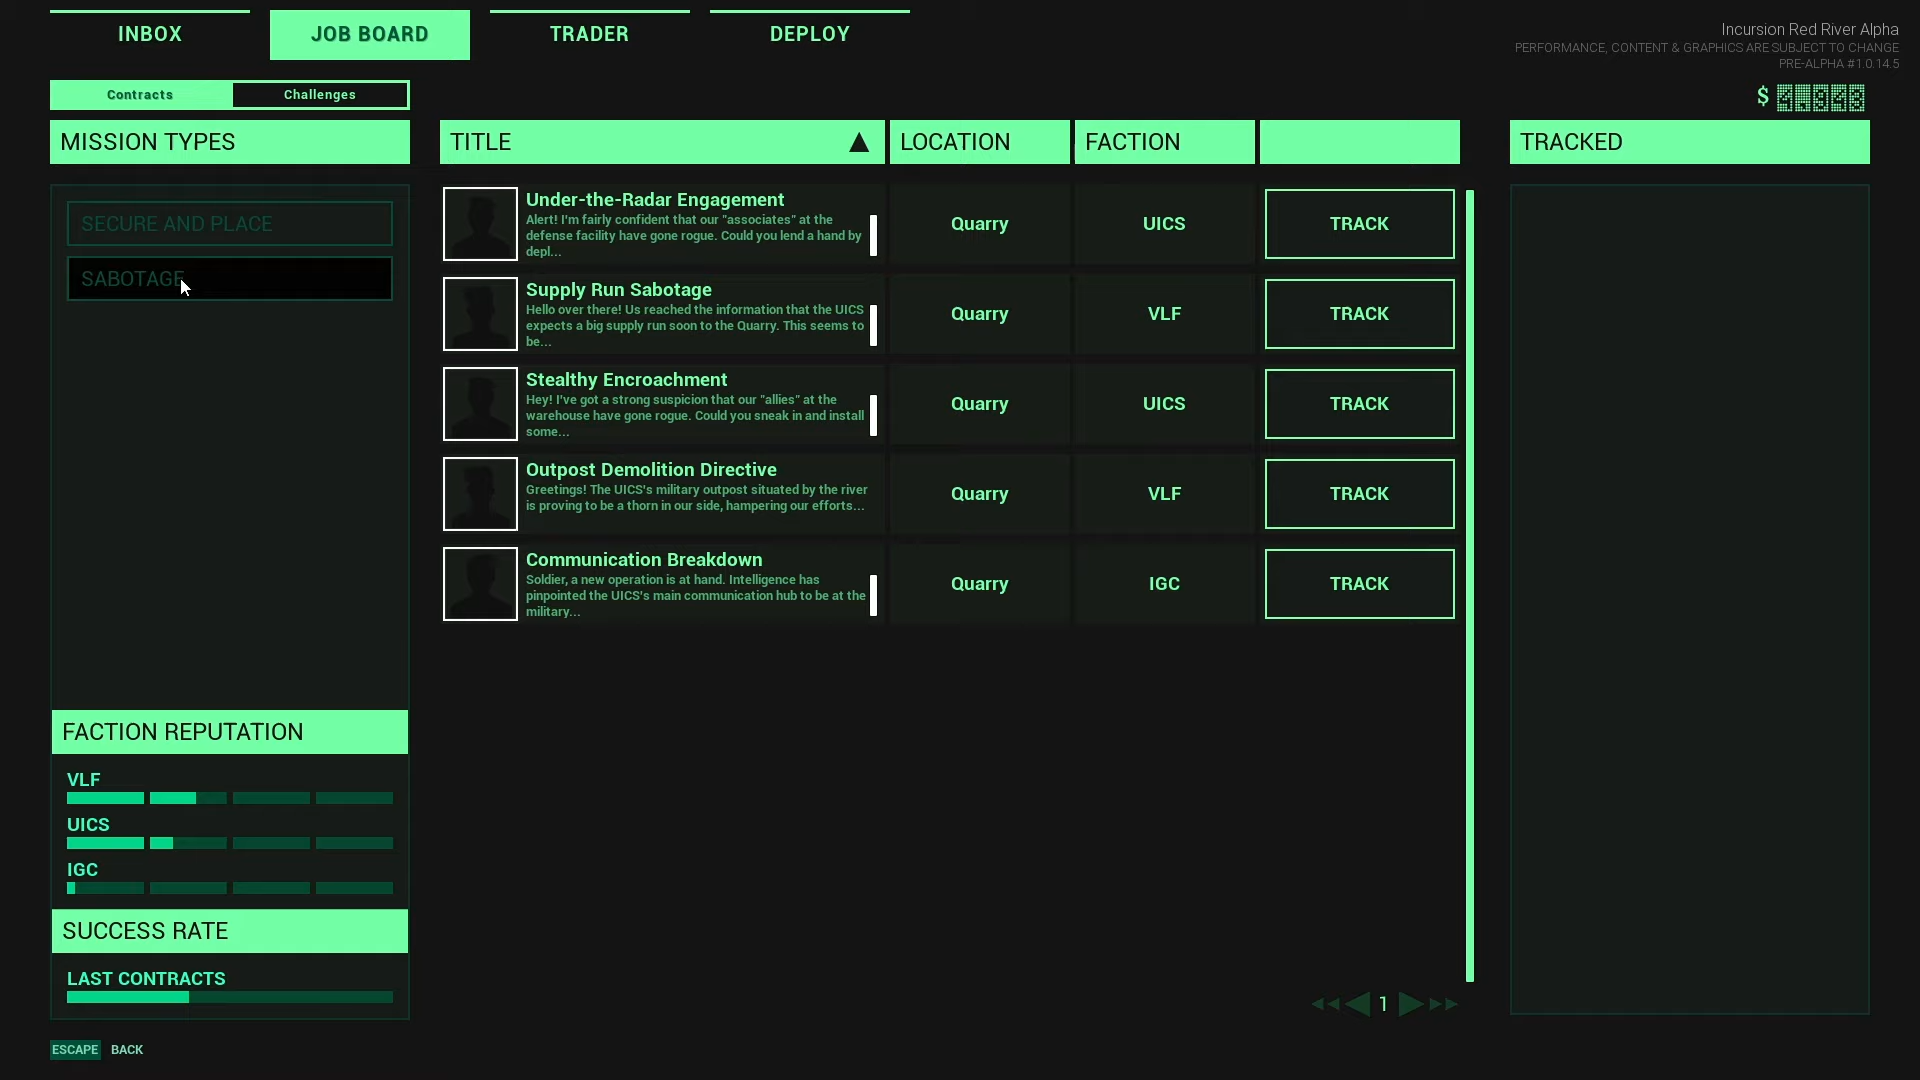 INBOX
JOB BOARD
TRADER
DEPLOY
Incursion Red River Alpha
PERFORMANCE, CONTENT & GRAPHICS ARE SUBJECT TO CHANGE
PRE-ALPHA #1.0.14.5
Contracts
Challenges
$
MISSION TYPES
TITLE
LOCATION
FACTION
TRACKED
SECURE AND PLACE
SABOTAGE
Under-the-Radar Engagement
Alert! I'm fairly confident that our "associates" at the
defense facility have gone rogue. Could you lend a hand by
depl...
Quarry
UICS
TRACK
Supply Run Sabotage
Hello over there! Us reached the information that the UICS
expects a big supply run soon to the Quarry. This seems to
be...
Quarry
VLF
TRACK
Stealthy Encroachment
Hey! I've got a strong suspicion that our "allies" at the
warehouse have gone rogue. Could you sneak in and install
some...
Quarry
UICS
TRACK
Outpost Demolition Directive
Greetings! The UICS's military outpost situated by the river
is proving to be a thorn in our side, hampering our efforts...
Quarry
VLF
TRACK
Communication Breakdown
Soldier, a new operation is at hand. Intelligence has
pinpointed the UICS's main communication hub to be at the
military...
Quarry
IGC
TRACK
FACTION REPUTATION
VLF
UICS
IGC
SUCCESS RATE
LAST CONTRACTS
1
ESCAPE BACK